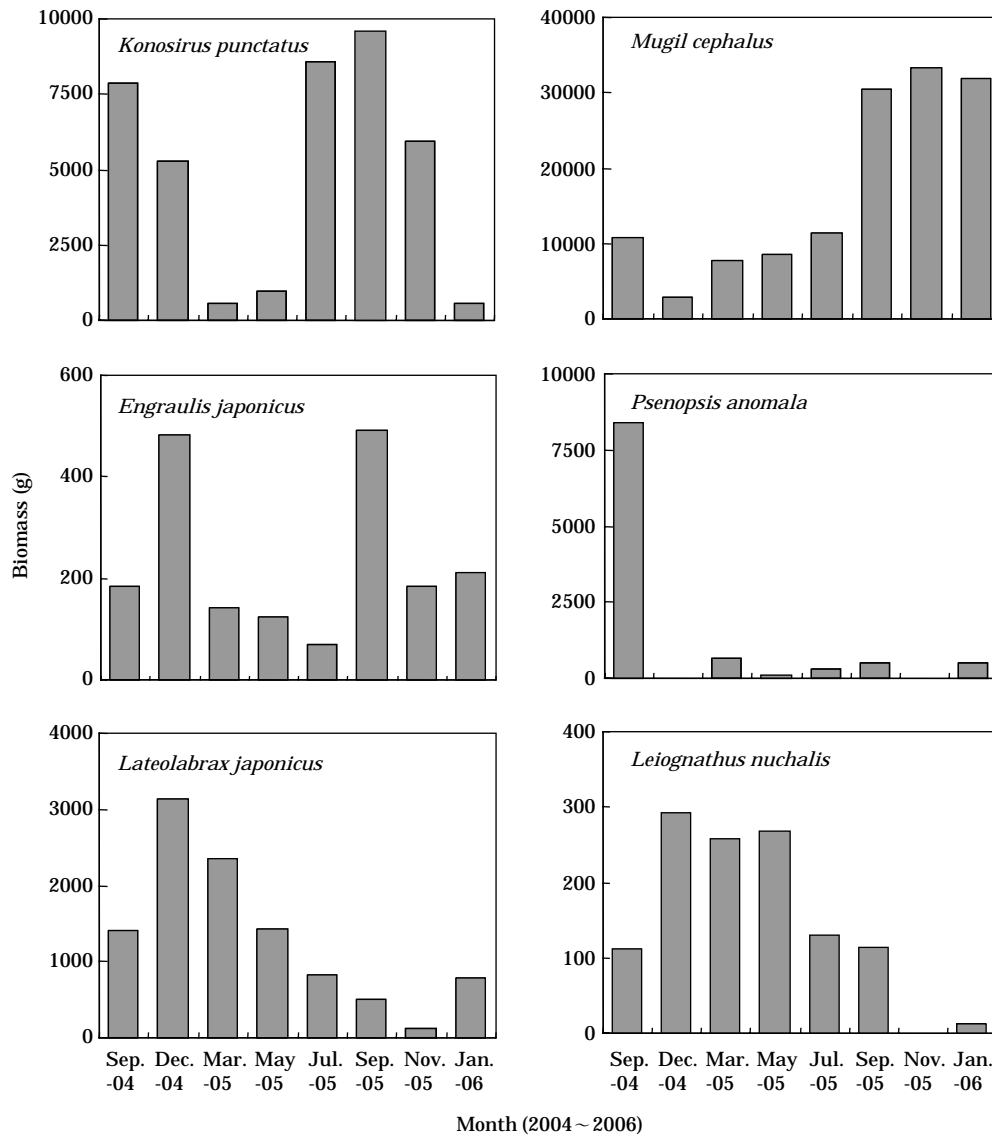 Konosirus punctatus
10000
7500
5000
2500
0
Mugil cephalus
40000
30000
20000
10000
0
Biomass (g)
Engraulis japonicus
600
400
200
0
Psenopsis anomala
10000
7500
5000
2500
0
Lateolabrax japonicus
4000
3000
2000
1000
0
Leiognathus nuchalis
400
300
200
100
0
Sep. Dec. Mar. May Jul. Sep. Nov. Jan.
-04 -04 -05 -05 -05 -05 -05 -06
Sep. Dec. Mar. May Jul. Sep. Nov. Jan.
-04 -04 -05 -05 -05 -05 -05 -06
Month (2004~2006)